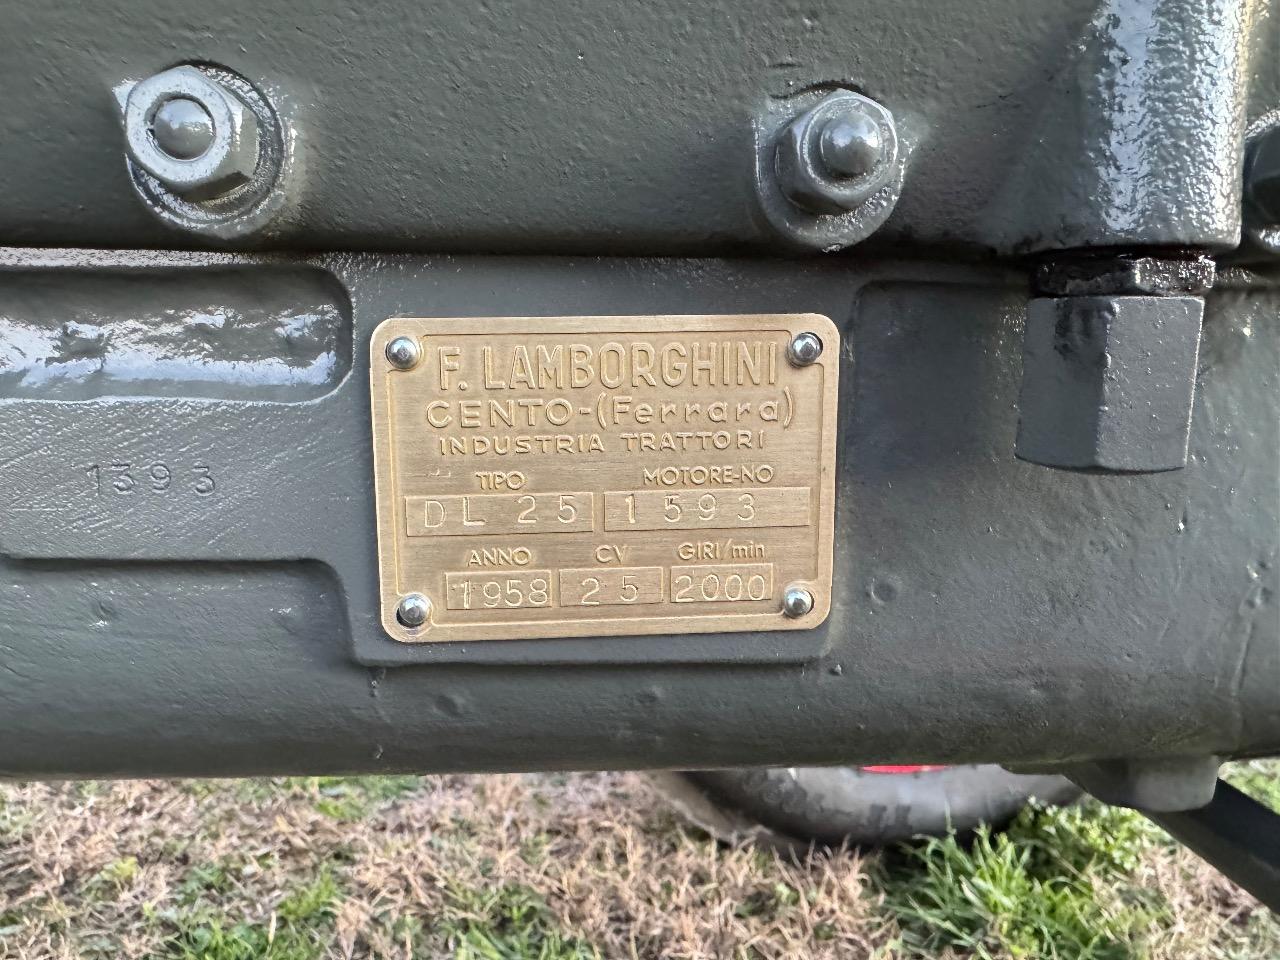 F. LAMBORGHINI
CENTO-(Ferrara)
INDUSTRIA TRATTORI
TIPO MOTORE-NO
DL 25 1593
ANNO CV GIRI/min
1958 25 2000
1393